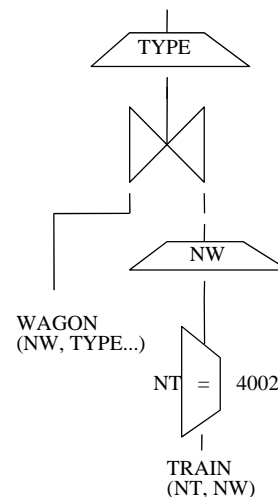 TYPE
NW
WAGON
(NW, TYPE...)
NT = 4002
TRAIN
(NT, NW)